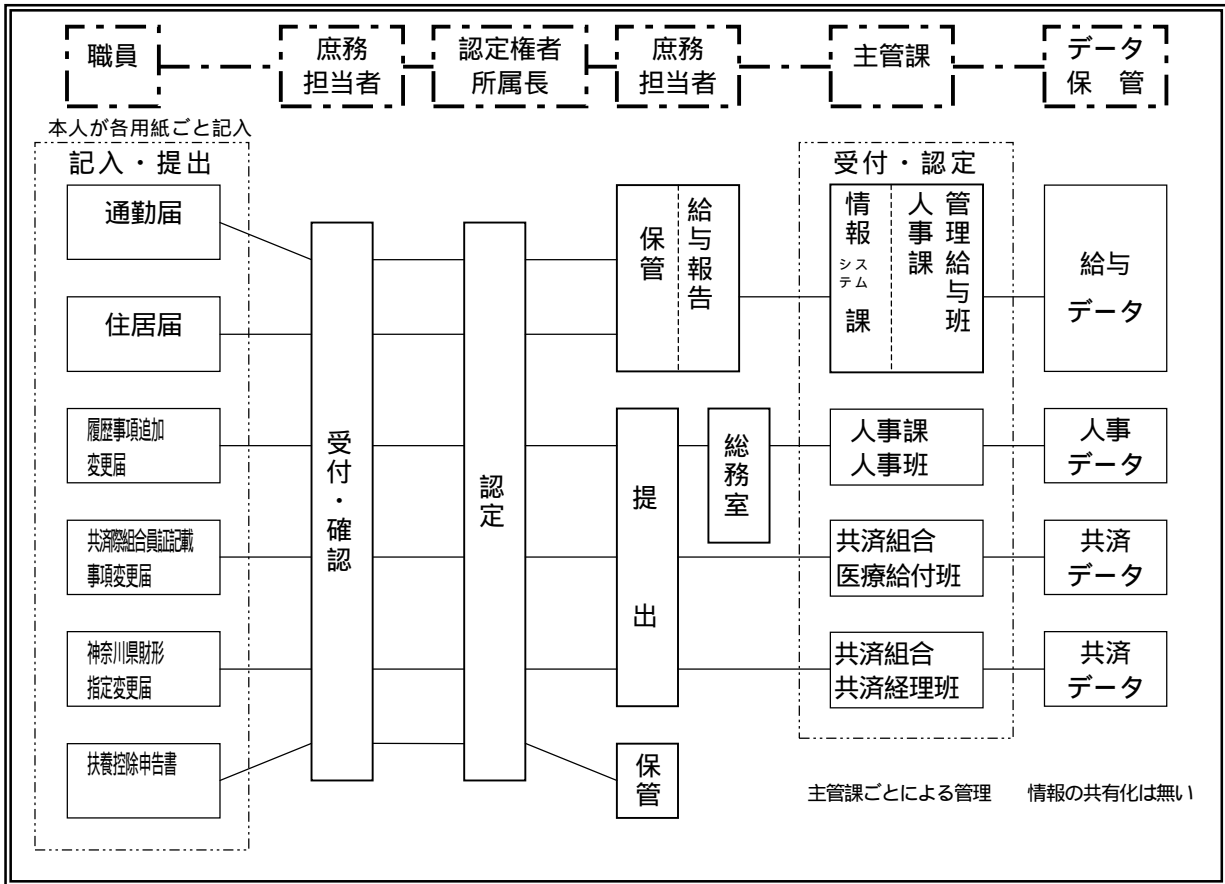 職員
庶務
担当者
認定権者
所属長
庶務
担当者
主管課
データ
保管
本人が各用紙ごと記入
記入・提出
受付・認定
通勤届
住居届
履歴事項追加
変更届
共済際組合員証記載
事項変更届
神奈川県財形
指定変更届
扶養控除申告書
受付・確認
認定
保管
給与報告
提出
保管
総務室
情報システム課
人事課
管理給与班
人事課
人事班
共済組合
医療給付班
共済組合
共済経理班
給与
データ
人事
データ
共済
データ
共済
データ
主管課ごとによる管理
情報の共有化は無い